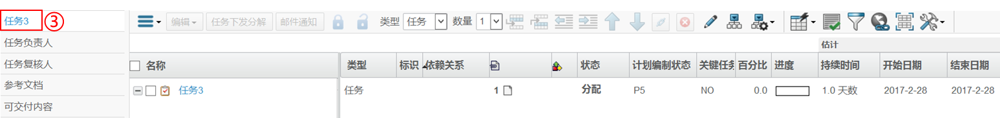 任务3 ③
任务负责人
任务复核人
参考文档
可交付内容
编辑 任务下发分解 邮件通知 类型 任务 数量 1
估计
名称 类型 标识 依赖关系 状态 计划编制状态 关键任务 百分比 进度 持续时间 开始日期 结束日期
任务3 任务 1 分配 P5 NO 0.0 1.0 天数 2017-2-28 2017-2-28